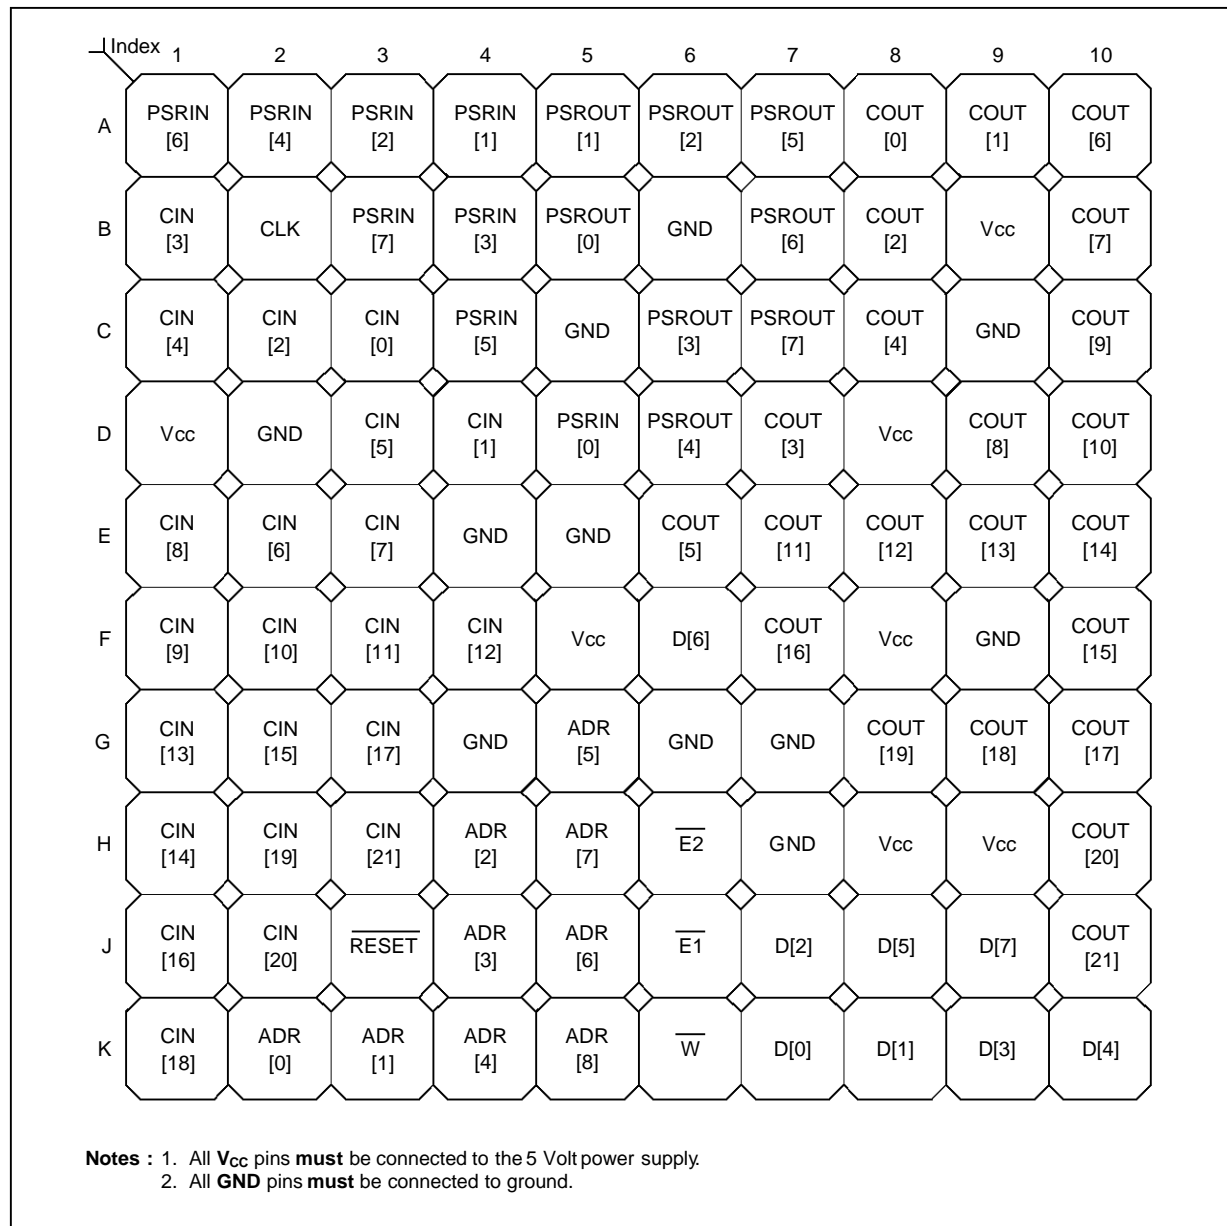 Index 1 2 3 4 5 6 7 8 9 10
A PSRIN PSRIN PSRIN PSRIN PSROUT PSROUT PSROUT COUT COUT COUT
[6] [4] [2] [1] [1] [2] [5] [0] [1] [6]
B CIN CLK PSRIN PSRIN PSROUT GND PSROUT COUT Vcc COUT
[3] [7] [3] [0] [6] [2] [7]
C CIN CIN CIN PSRIN GND PSROUT PSROUT COUT GND COUT
[4] [2] [0] [5] [3] [7] [4] [9]
D Vcc GND CIN CIN PSRIN PSROUT COUT Vcc COUT COUT
[5] [1] [0] [4] [3] [8] [10]
E CIN CIN CIN GND GND COUT COUT COUT COUT COUT
[8] [6] [7] [5] [11] [12] [13] [14]
F CIN CIN CIN CIN Vcc D[6] COUT Vcc GND COUT
[9] [10] [11] [12] [16] [15]
G CIN CIN CIN GND ADR GND GND COUT COUT COUT
[13] [15] [17] [5] [19] [18] [17]
H CIN CIN CIN ADR ADR E2 GND Vcc Vcc COUT
[14] [19] [21] [2] [7] [20]
J CIN CIN RESET ADR ADR E1 D[2] D[5] D[7] COUT
[16] [20] [3] [6] [21]
K CIN ADR ADR ADR ADR W D[0] D[1] D[3] D[4]
[18] [0] [1] [4] [8]
Notes : 1. All VCC pins must be connected to the 5 Volt power supply.
2. All GND pins must be connected to ground.